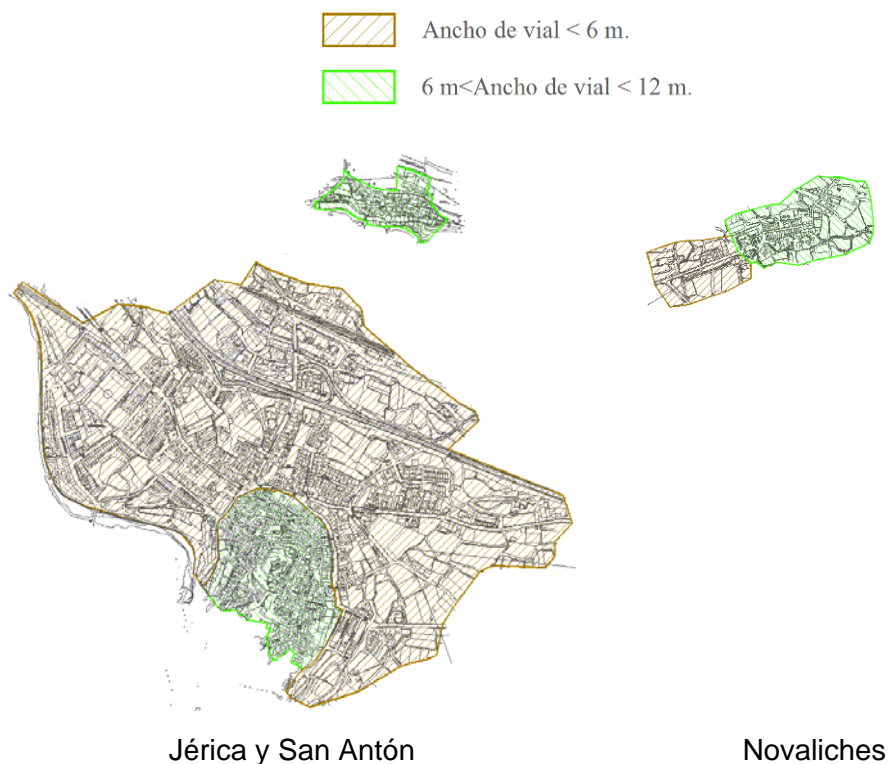 Ancho de vial < 6 m.
6 m<Ancho de vial < 12 m.
Jérica y San Antón
Novaliches